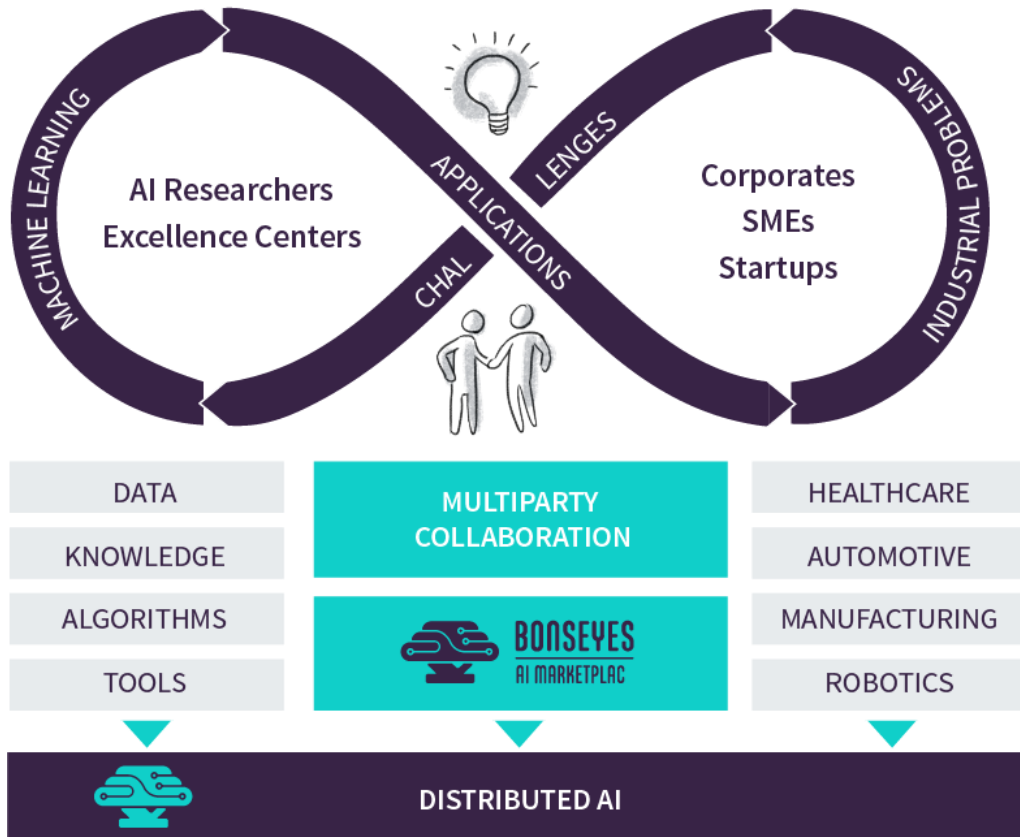 MACHINE LEARNING
AI Researchers
Excellence Centers
APPLICATIONS
CHAL
LENGES
Corporates
SMEs
Startups
INDUSTRIAL PROBLEMS
DATA
KNOWLEDGE
ALGORITHMS
TOOLS
MULTIPARTY
COLLABORATION
BONSEYES
AI MARKETPLAC
HEALTHCARE
AUTOMOTIVE
MANUFACTURING
ROBOTICS
DISTRIBUTED AI